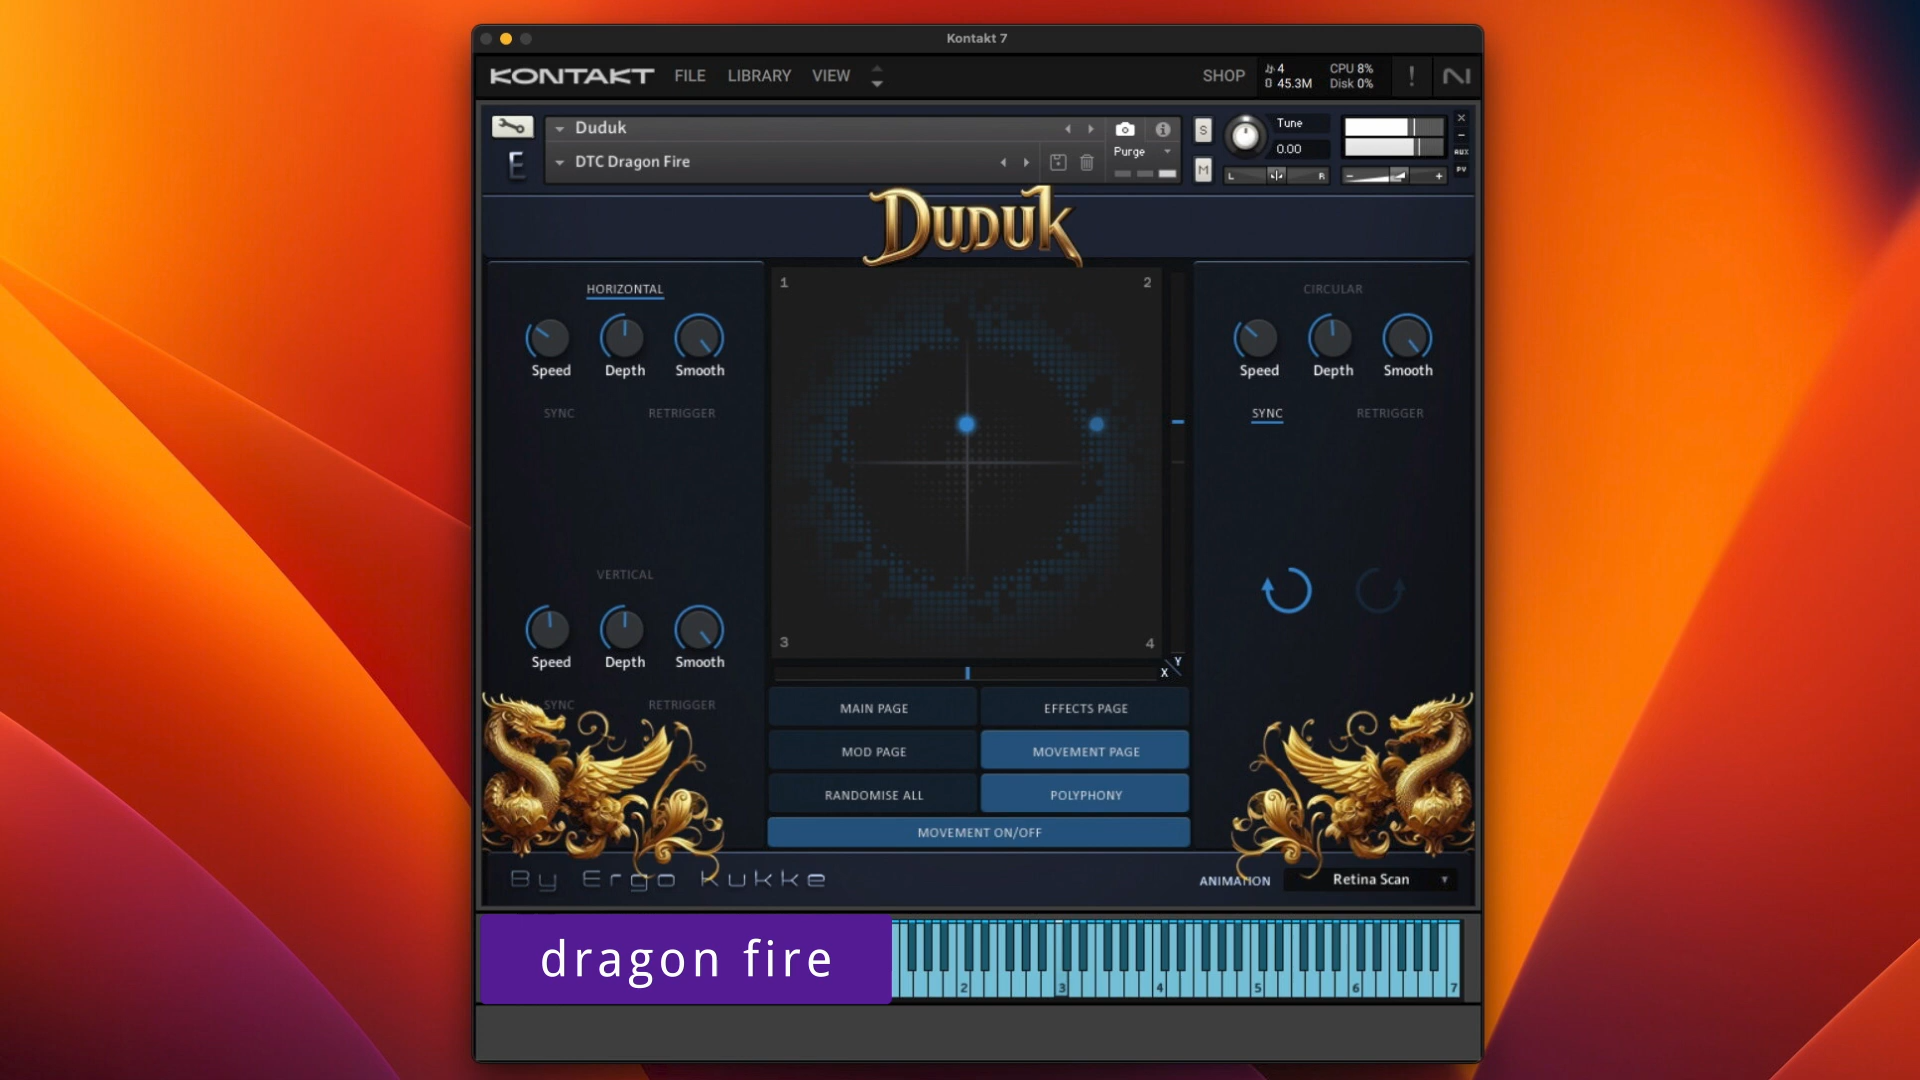 Kontakt 7
KONTAKT FILE LIBRARY VIEW SHOP 4 CPU 8% ! NI
45.3M Disk 0%
Duduk Purge S Tune
E DTC Dragon Fire M 0.00
L R - + AUX PV
DUDUK
HORIZONTAL 1 2 CIRCULAR
Speed Depth Smooth Speed Depth Smooth
SYNC RETRIGGER SYNC RETRIGGER
VERTICAL
Speed Depth Smooth 3 4 X Y
SYNC RETRIGGER
MAIN PAGE EFFECTS PAGE
MOD PAGE MOVEMENT PAGE
RANDOMISE ALL POLYPHONY
MOVEMENT ON/OFF
By Ergo Kukke ANIMATION Retina Scan
dragon fire
2 3 4 5 6 7